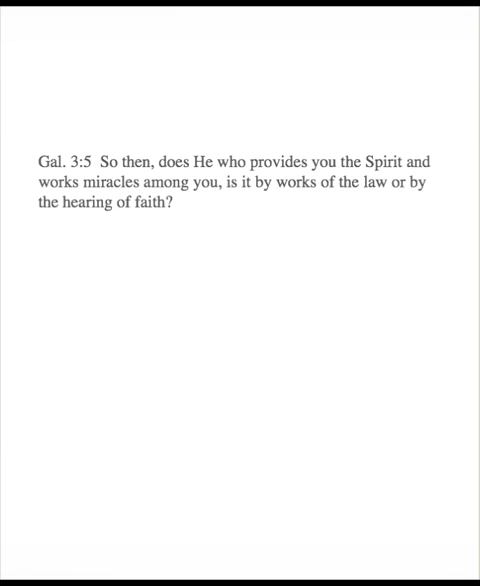 Gal. 3:5  So then, does He who provides you the Spirit and
works miracles among you, is it by works of the law or by
the hearing of faith?